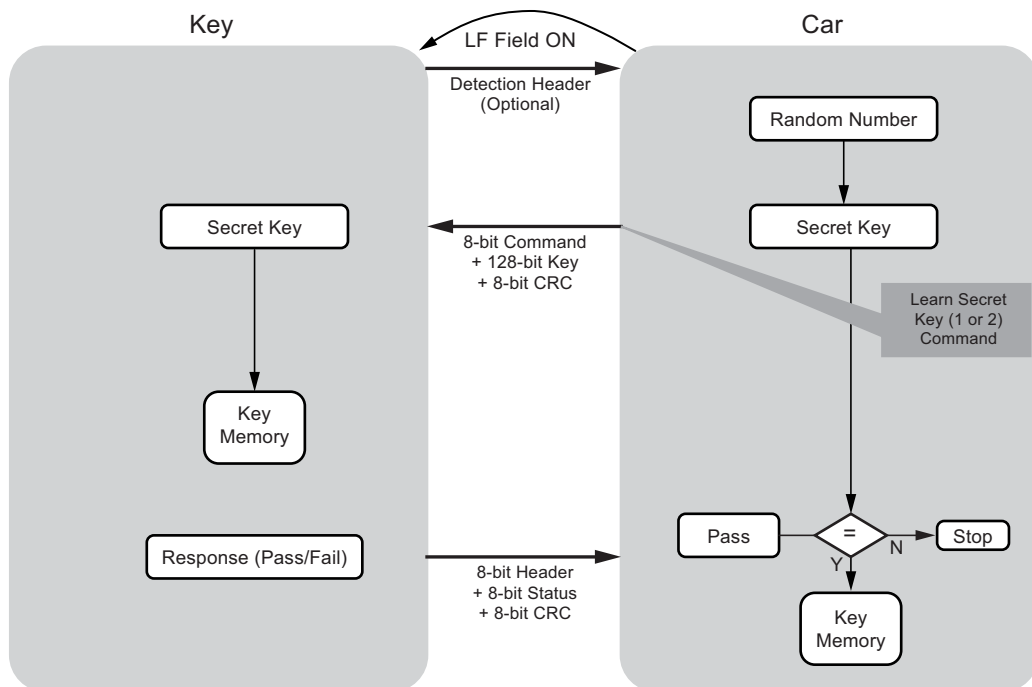 Key
LF Field ON
Car
Detection Header
(Optional)
Random Number
Secret Key
Secret Key
8-bit Command
+ 128-bit Key
+ 8-bit CRC
Learn Secret
Key (1 or 2)
Command
Key
Memory
Response (Pass/Fail)
8-bit Header
+ 8-bit Status
+ 8-bit CRC
Pass
=
N
Stop
Y
Key
Memory